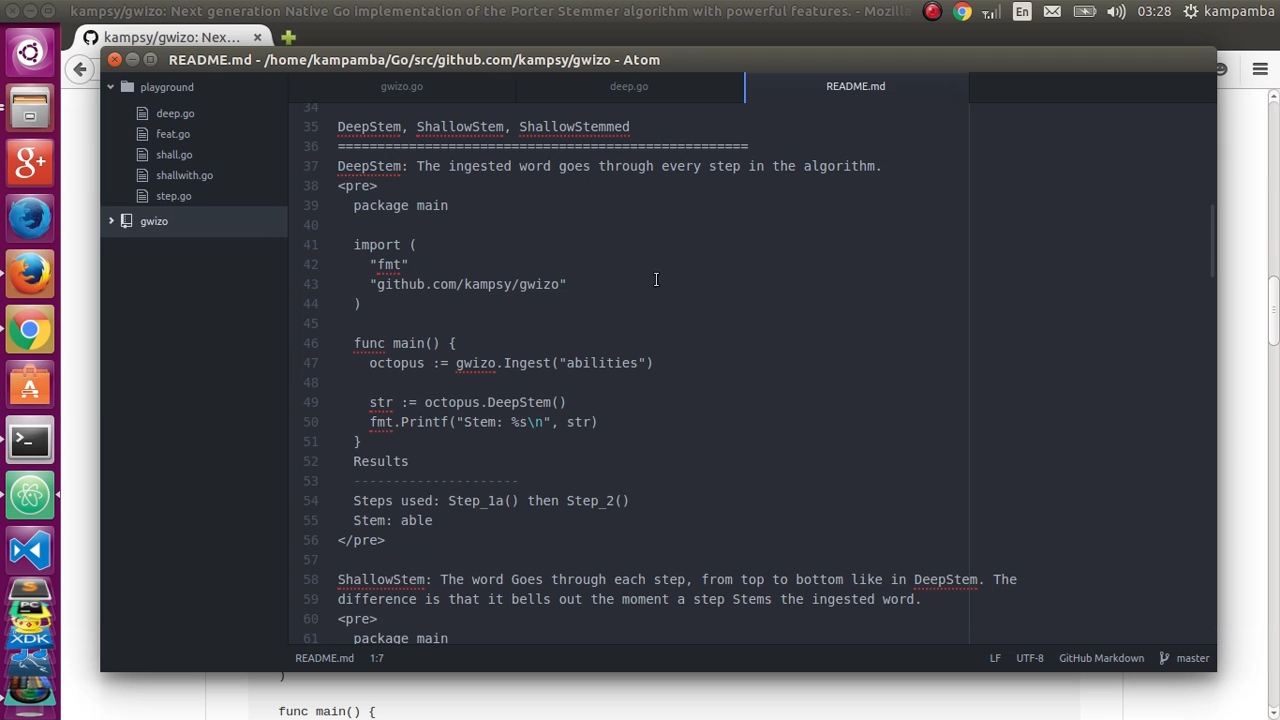 kampsy/gwizo: Next generation Native Go implementation of the Porter Stemmer algorithm with powerful features. - Mozilla
En
03:28
kampamba
kampsy/gwizo: Nex...
README.md - /home/kampamba/Go/src/github.com/kampsy/gwizo - Atom
playground
deep.go
feat.go
shall.go
shallwith.go
step.go
gwizo
gwizo.go
deep.go
README.md
34
35 DeepStem, ShallowStem, ShallowStemmed
36 ====================================================
37 DeepStem: The ingested word goes through every step in the algorithm.
38 <pre>
39 package main
40
41 import (
42 "fmt"
43 "github.com/kampsy/gwizo"
44 )
45
46 func main() {
47 octopus := gwizo.Ingest("abilities")
48
49 str := octopus.DeepStem()
50 fmt.Printf("Stem: %s\n", str)
51 }
52 Results
53 ---------------------
54 Steps used: Step_1a() then Step_2()
55 Stem: able
56 </pre>
57
58 ShallowStem: The word Goes through each step, from top to bottom like in DeepStem. The
59 difference is that it bells out the moment a step Stems the ingested word.
60 <pre>
61 package main
README.md 1:7
LF
UTF-8
GitHub Markdown
master
)
func main() {
PC
XDK